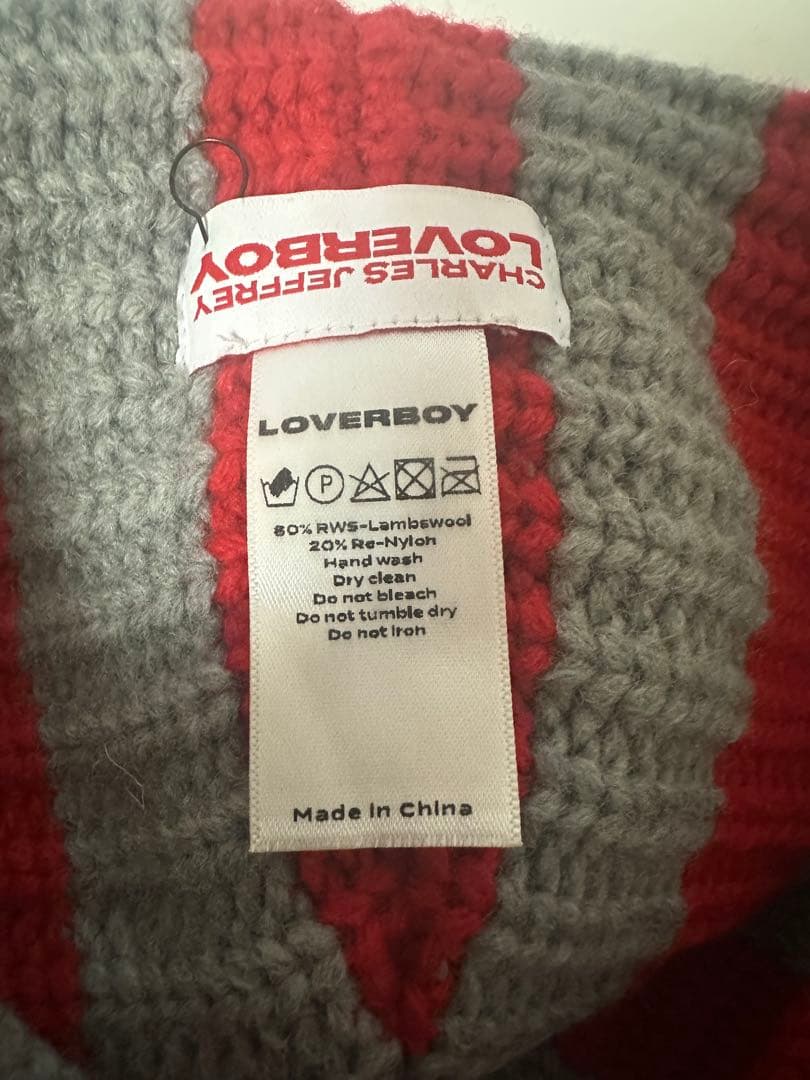 CHARLES JEFFREY
LOVERBOY
LOVERBOY
P
80% RWS-Lambswool
20% Re-Nylon
Hand wash
Dry clean
Do not bleach
Do not tumble dry
Do not iron
Made in China